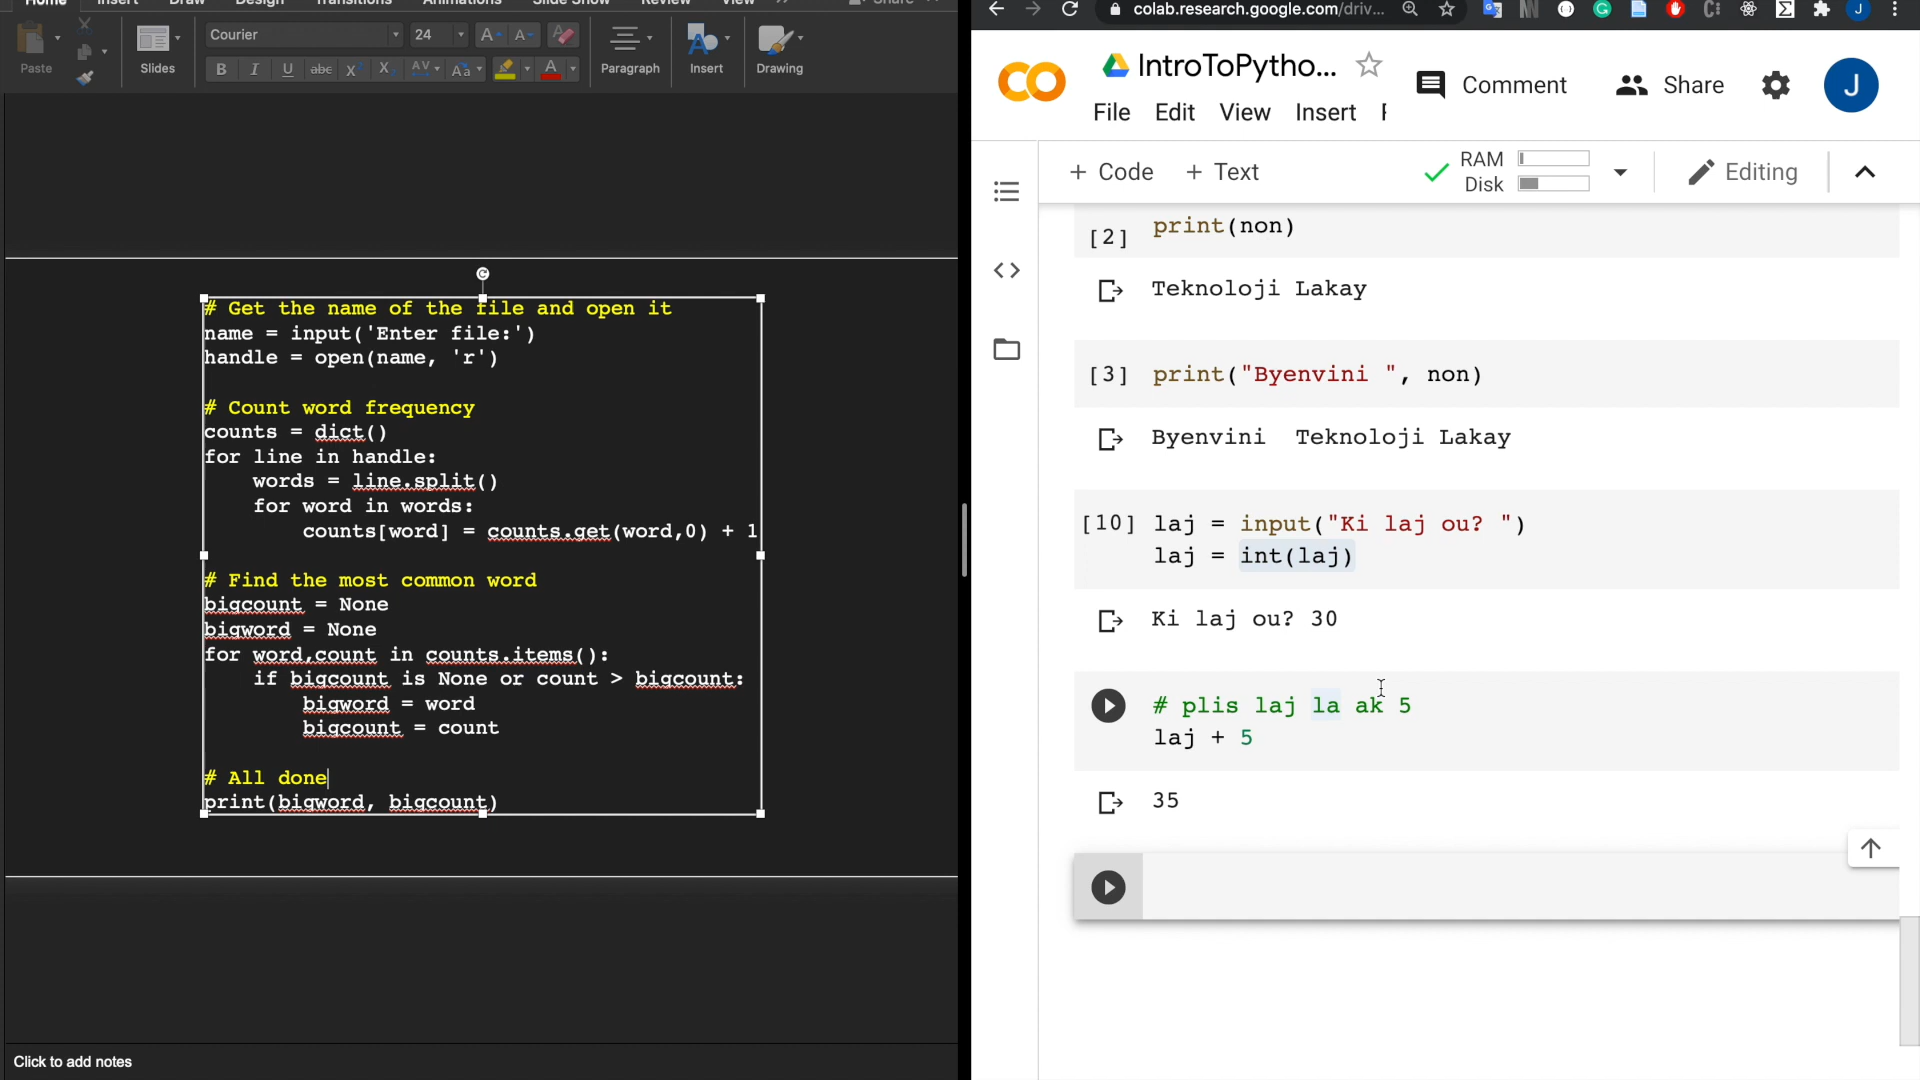 Home Insert Draw Design Transitions Animations Slide Show Review View Share
Paste
Slides
Courier 24
B I U abc X X AV Aa A
Paragraph
Insert
Drawing
# Get the name of the file and open it
name = input('Enter file:')
handle = open(name, 'r')
# Count word frequency
counts = dict()
for line in handle:
words = line.split()
for word in words:
counts[word] = counts.get(word,0) + 1
# Find the most common word
bigcount = None
bigword = None
for word,count in counts.items():
if bigcount is None or count > bigcount:
bigword = word
bigcount = count
# All done
print(bigword, bigcount)
Click to add notes
colab.research.google.com/driv...
IntroToPytho...
Comment
Share
J
File Edit View Insert
+ Code + Text
RAM
Disk
Editing
[2] print(non)
Teknoloji Lakay
[3] print("Byenvini ", non)
Byenvini  Teknoloji Lakay
[10] laj = input("Ki laj ou? ")
laj = int(laj)
Ki laj ou? 30
# plis laj la ak 5
laj + 5
35